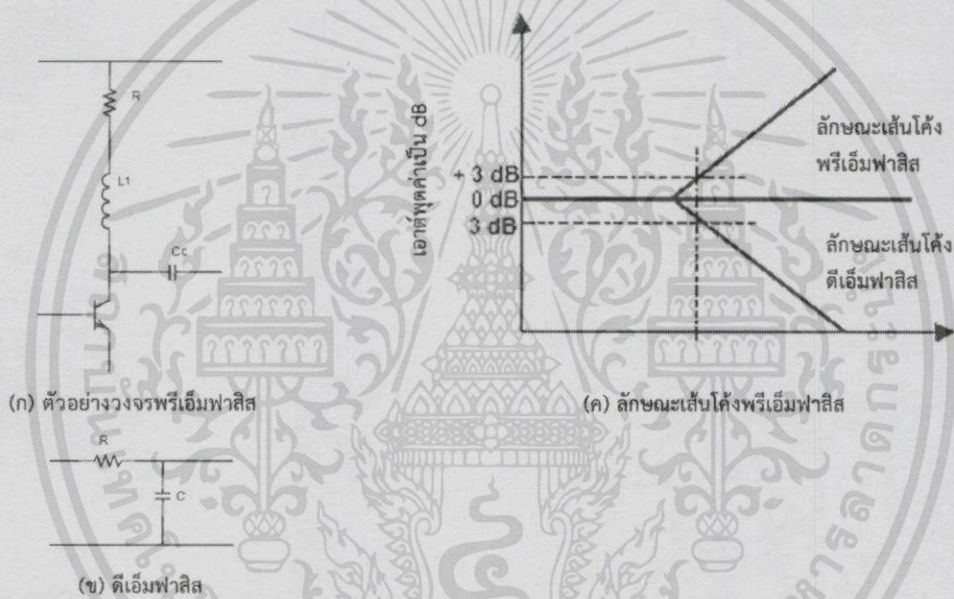 R
L1
Cc
(ก) ตัวอย่างวงจรพรีเอ็มฟาสิส
R
C
(ข) ดีเอ็มฟาสิส
เอาต์พุตค่าเป็น dB
+ 3 dB
0 dB
3 dB
ลักษณะเส้นโค้ง
พรีเอ็มฟาสิส
ลักษณะเส้นโค้ง
ดีเอ็มฟาสิส
(ค) ลักษณะเส้นโค้งพรีเอ็มฟาสิส